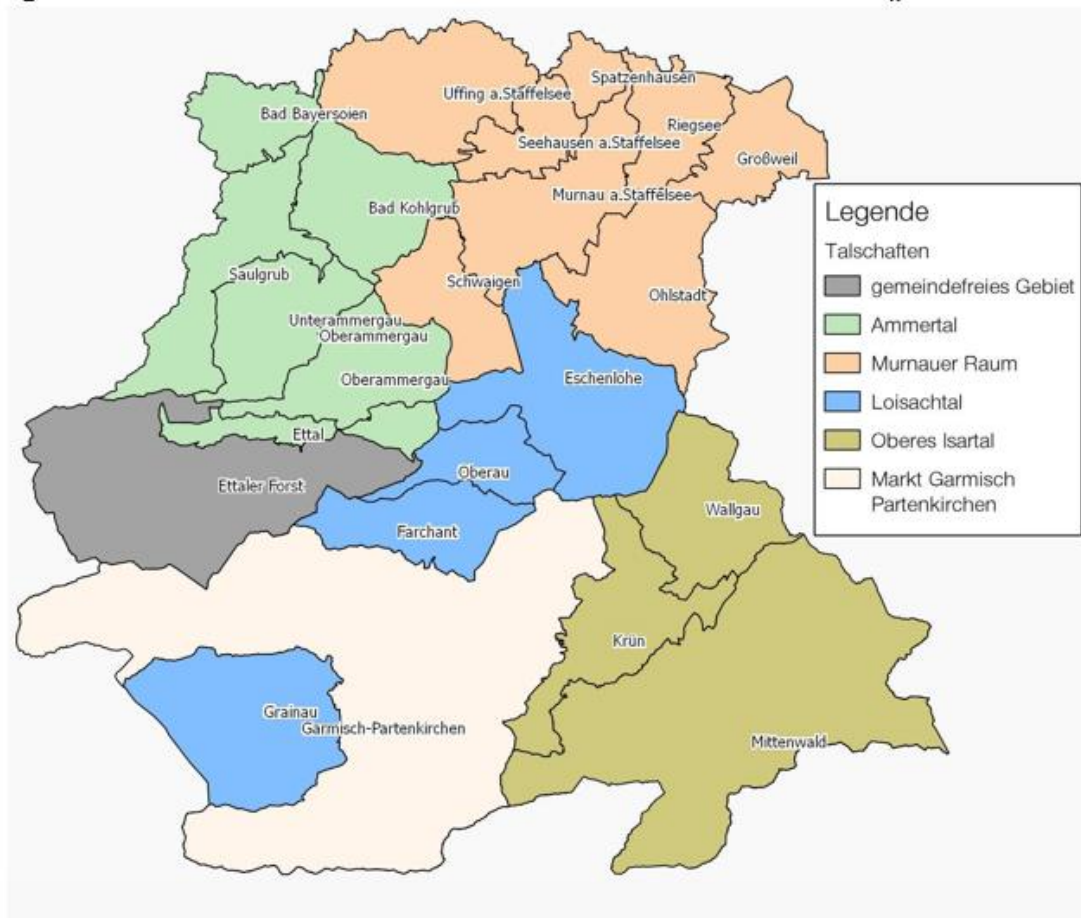 Spatzenhausen
Uffing a.Staffelsee
Bad Bayersoien
Riegsee
Seehausen a.Staffelsee
Großweil
Murnau a.Staffelsee
Bad Kohlgrub
Saulgrub
Schwaigen
Ohlstadt
Unterammergau
Oberammergau
Oberammergau
Eschenlohe
Ettal
Oberau
Ettaler Forst
Wallgau
Farchant
Krün
Grainau
Garmisch-Partenkirchen
Mittenwald
Legende
Talschaften
gemeindefreies Gebiet
Ammertal
Murnauer Raum
Loisachtal
Oberes Isartal
Markt Garmisch
Partenkirchen